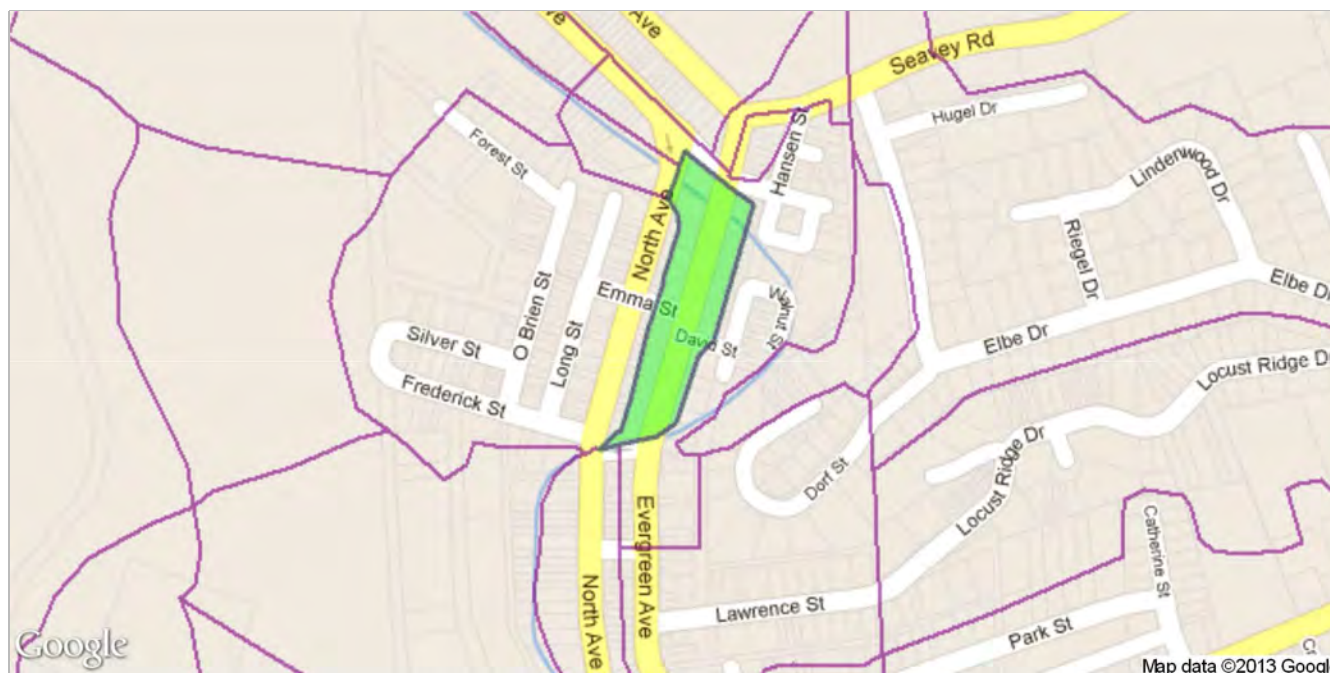 Ave
Ave
Seavey Rd
Hugel Dr
Hansen St
Lindenwood Dr
Forest St
Riegel Dr
North Ave
Elbe Dr
Emma St
Walnut St
O Brien St
Long St
Silver St
David St
Elbe Dr
Locust Ridge D
Frederick St
Locust Ridge Dr
Dorf St
Evergreen Ave
Catherine St
North Ave
Lawrence St
Park St
Google
Map data ©2013 Googl